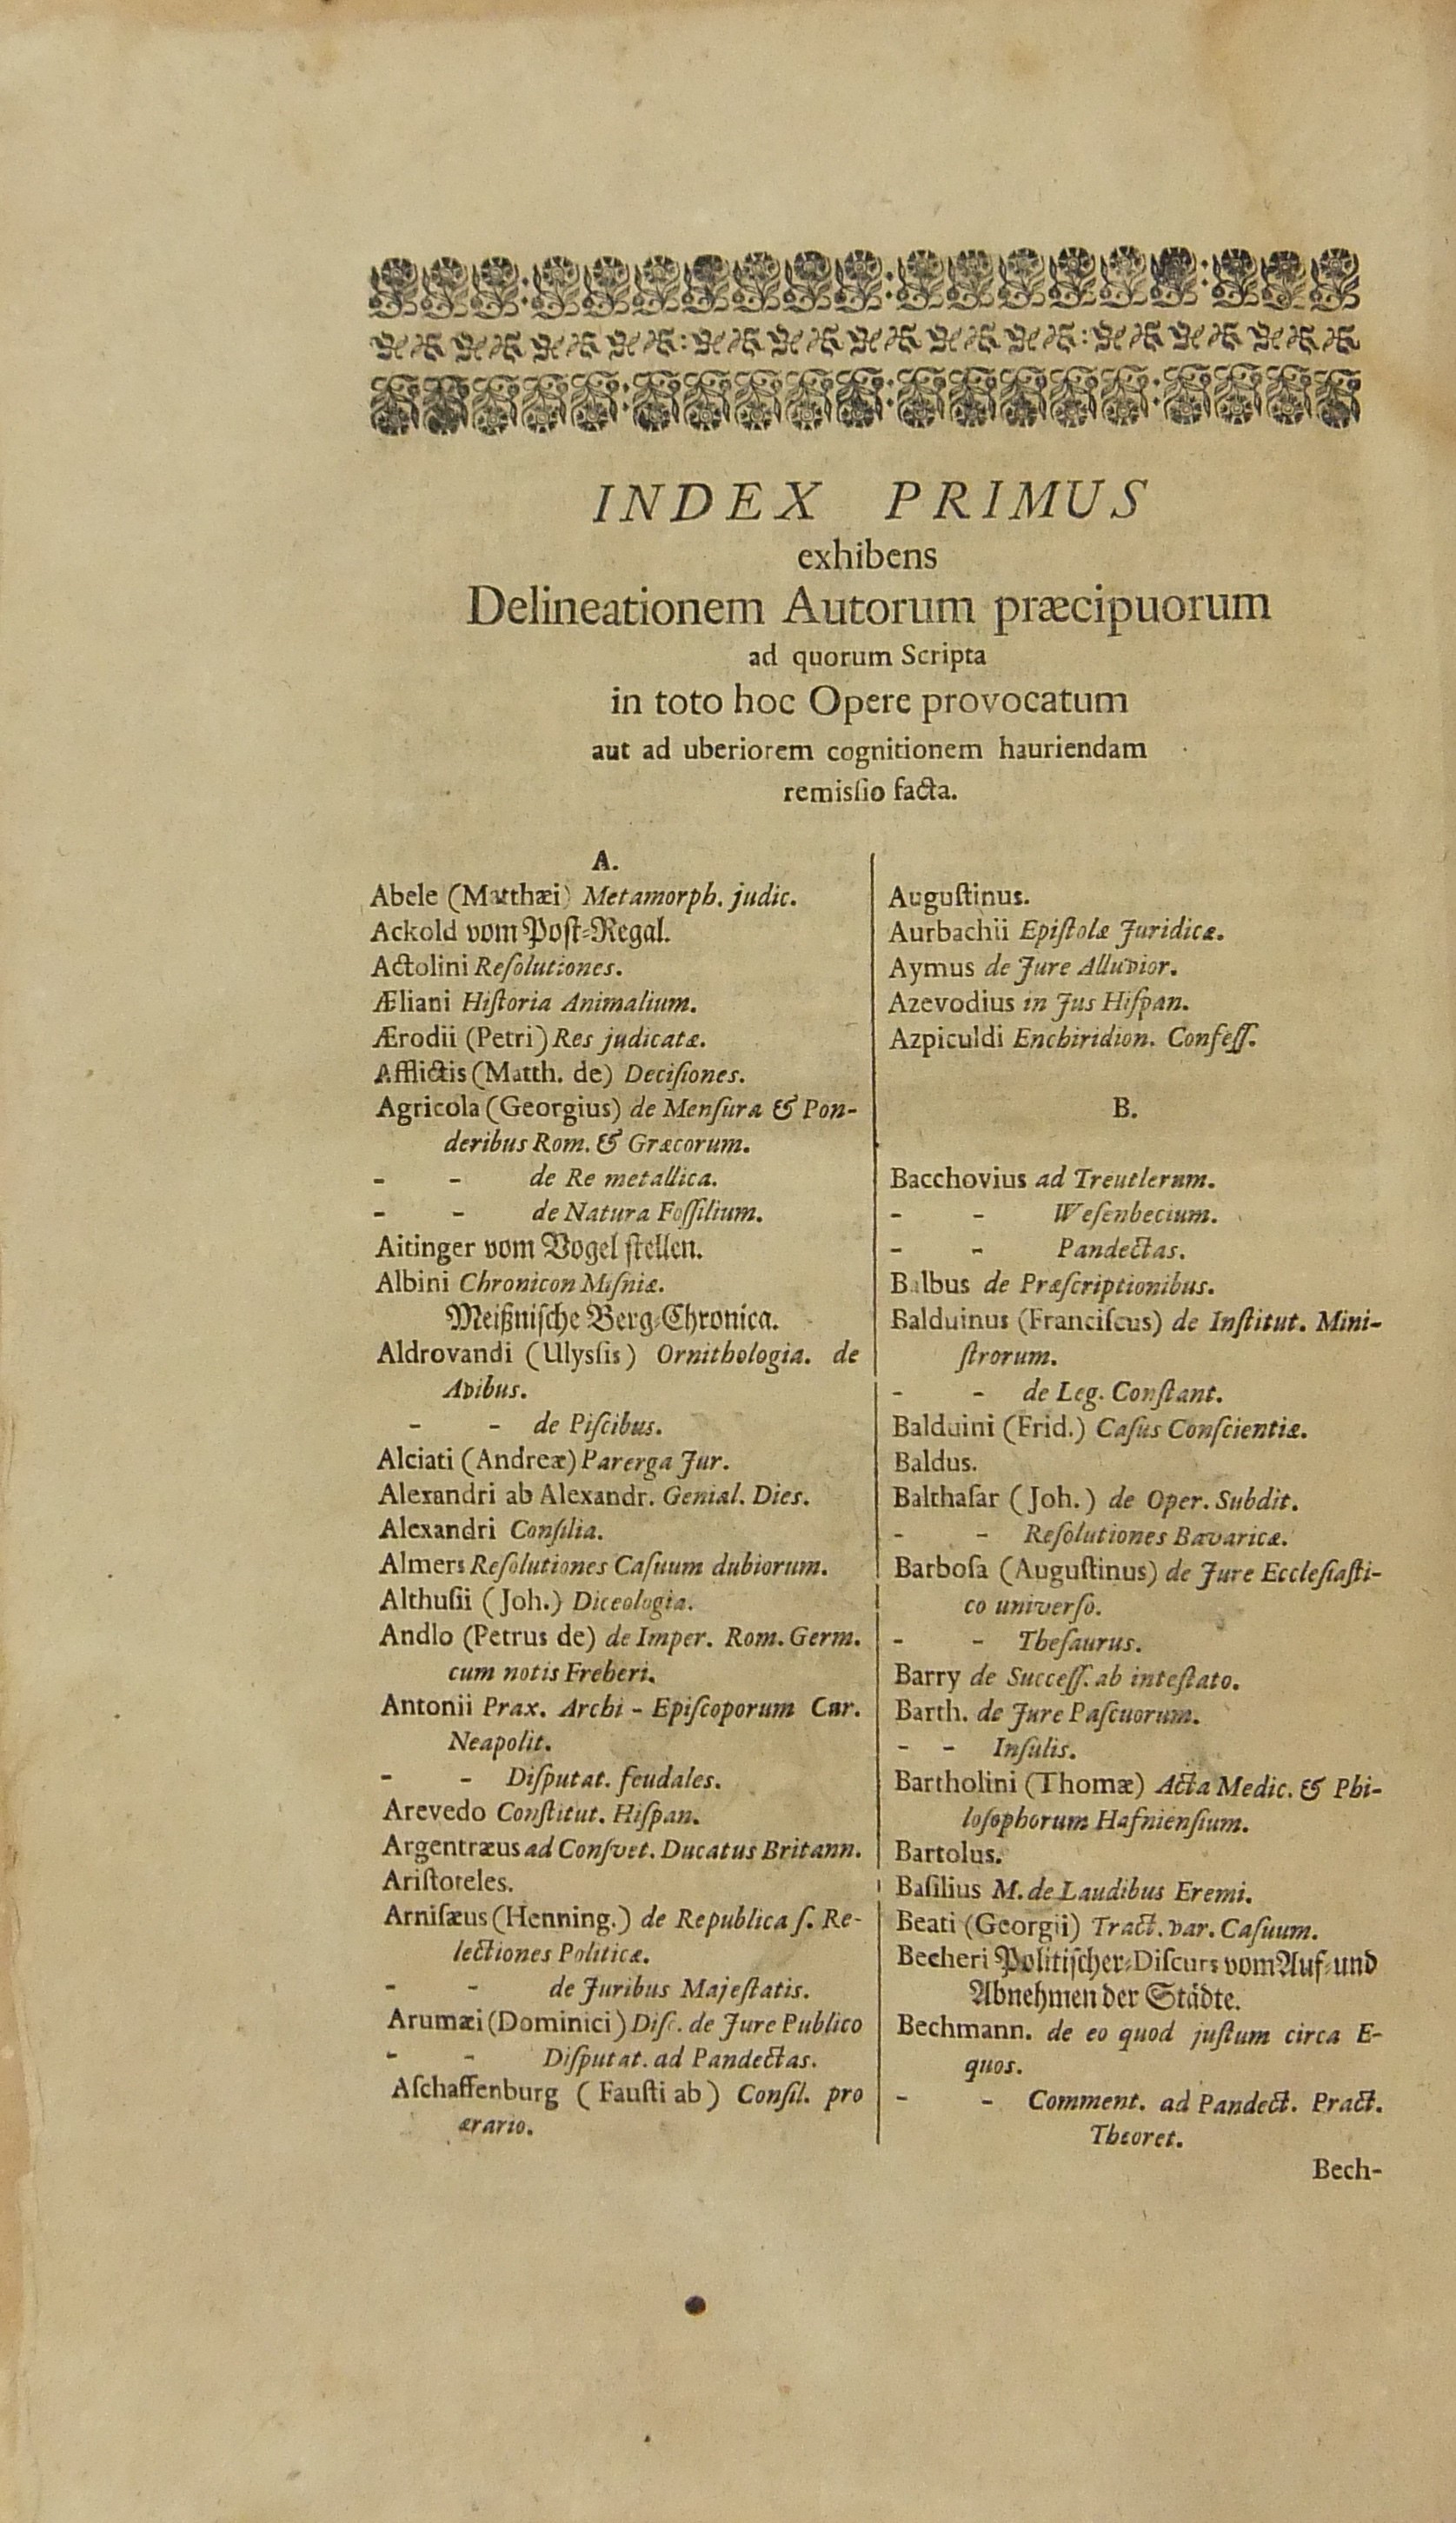 INDEX PRIMUS
exhibens
Delineationem Autorum præcipuorum
ad quorum Scripta
in toto hoc Opere provocatum
aut ad uberiorem cognitionem hauriendam
remisſio facta.
A.
Abele (Matthæi) Metamorph. judic.
Ackold vom Poſt-Regal.
Actolini Reſolutiones.
Æliani Hiſtoria Animalium.
Ærodii (Petri) Res judicatæ.
Afflictis (Matth. de) Deciſiones.
Agricola (Georgius) de Menſura & Pon-
deribus Rom. & Græcorum.
- - de Re metallica.
- - de Natura Foſſilium.
Aitinger vom Vogel ſtellen.
Albini Chronicon Miſniæ.
Meißniſche Berg-Chronica.
Aldrovandi (Ulysſis) Ornithologia. de
Avibus.
- - de Piſcibus.
Alciati (Andreæ) Parerga Jur.
Alexandri ab Alexandr. Genial. Dies.
Alexandri Conſilia.
Almers Reſolutiones Caſuum dubiorum.
Althuſii (Joh.) Diceologia.
Andlo (Petrus de) de Imper. Rom. Germ.
cum notis Freheri.
Antonii Prax. Archi-Epiſcoporum Cur.
Neapolit.
- - Diſputat. feudales.
Arevedo Conſtitut. Hiſpan.
Argentræus ad Conſvet. Ducatus Britann.
Ariſtoteles.
Arniſæus (Henning.) de Republica ſ. Re-
lectiones Politicæ.
- - de Juribus Majeſtatis.
Arumæi (Dominici) Diſc. de Jure Publico
- - Diſputat. ad Pandectas.
Aſchaffenburg (Fauſti ab) Conſil. pro
ærario.
Auguſtinus.
Aurbachii Epiſtolæ Juridicæ.
Aymus de Jure Alluvior.
Azevodius in Jus Hiſpan.
Azpiculdi Enchiridion. Confeſſ.
B.
Bacchovius ad Treutlerum.
- - Weſenbecium.
- - Pandectas.
Balbus de Præſcriptionibus.
Balduinus (Franciſcus) de Inſtitut. Mini-
ſtrorum.
- - de Leg. Conſtant.
Balduini (Frid.) Caſus Conſcientiæ.
Baldus.
Balthaſar (Joh.) de Oper. Subdit.
- - Reſolutiones Bavaricæ.
Barboſa (Auguſtinus) de Jure Eccleſiaſti-
co univerſo.
- - Theſaurus.
Barry de Succeſſ. ab inteſtato.
Barth. de Jure Paſcuorum.
- - Inſulis.
Bartholini (Thomæ) Acta Medic. & Phi-
loſophorum Hafnienſium.
Bartolus.
Baſilius M. de Laudibus Eremi.
Beati (Georgii) Tract. var. Caſuum.
Becheri Politiſcher-Diſcurs vom Auf-und
Abnehmen der Städte.
Bechmann. de eo quod juſtum circa E-
quos.
- - Comment. ad Pandect. Pract.
Theoret.
Bech-